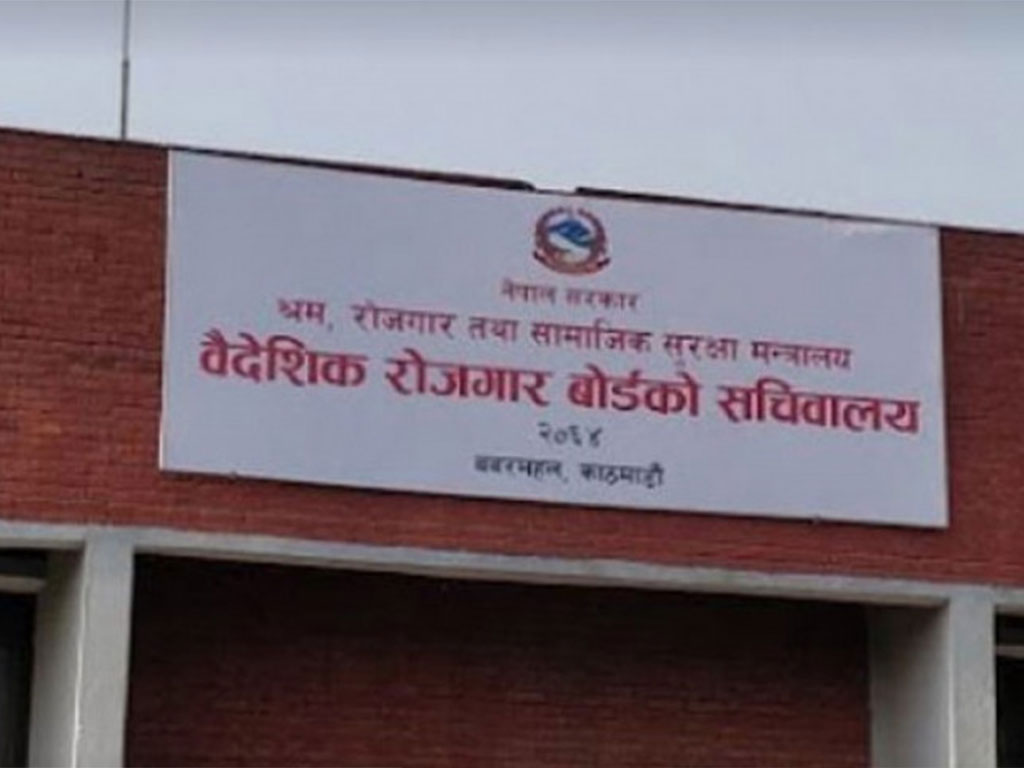 नेपाल सरकार
श्रम, रोजगार तथा सामाजिक सुरक्षा मन्त्रालय
वैदेशिक रोजगार बोर्डको सचिवालय
२०६४
बबरमहल, काठमाडौं